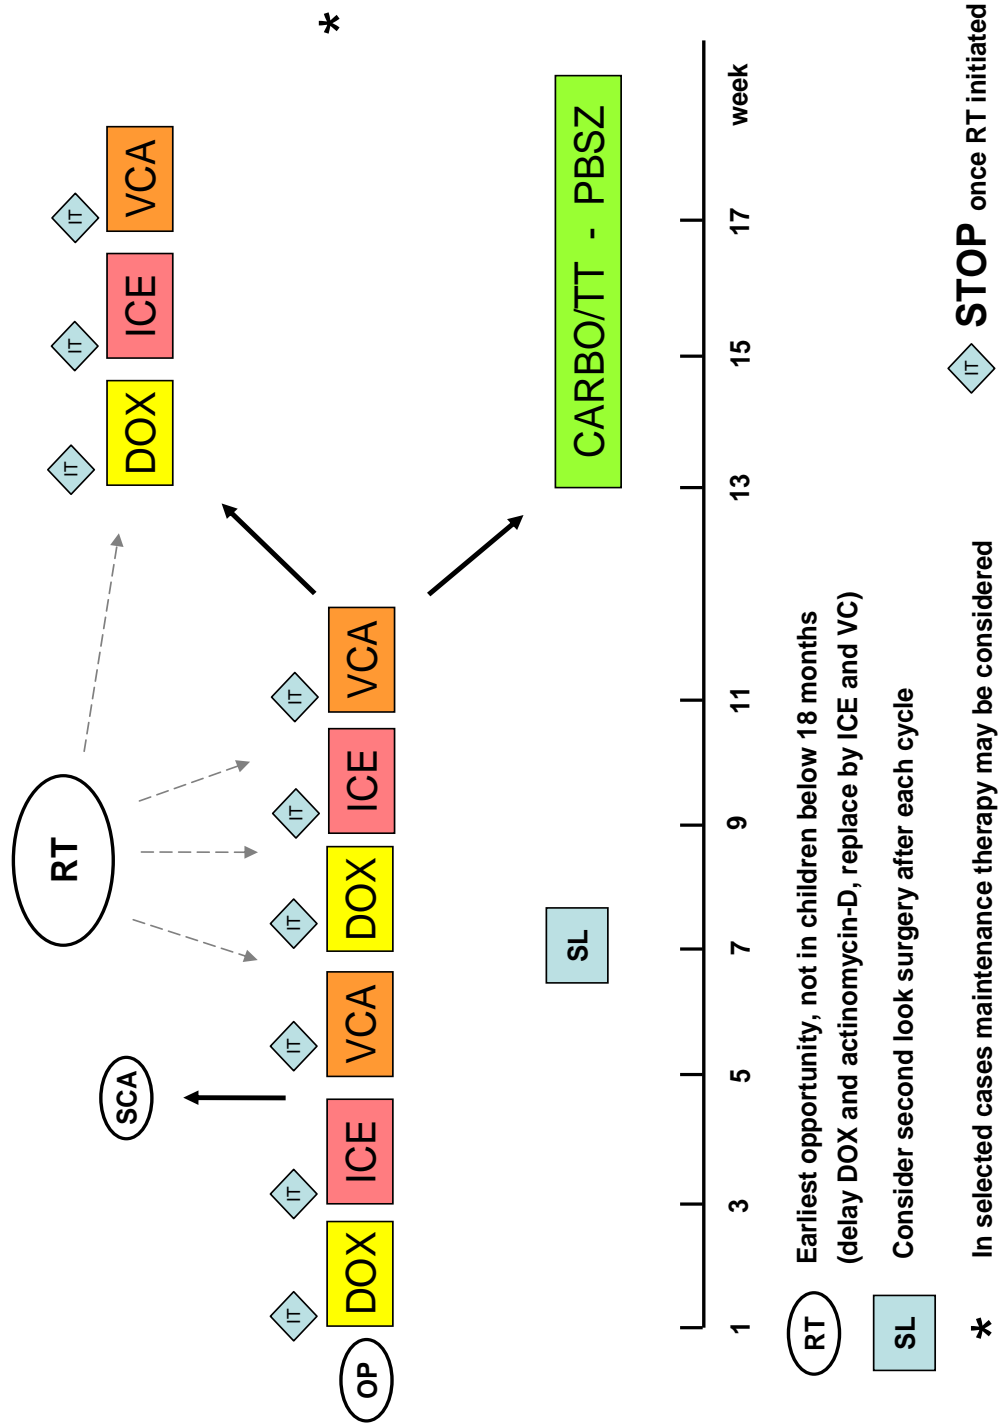 RT
SCA
IT
IT
IT
DOX
ICE
VCA
*
IT
IT
IT
IT
IT
IT
OP
DOX
ICE
VCA
DOX
ICE
VCA
SL
CARBO/TT - PBSZ
1
3
5
7
9
11
13
15
17
week
RT
Earliest opportunity, not in children below 18 months
(delay DOX and actinomycin-D, replace by ICE and VC)
SL
Consider second look surgery after each cycle
IT
STOP once RT initiated
*
In selected cases maintenance therapy may be considered